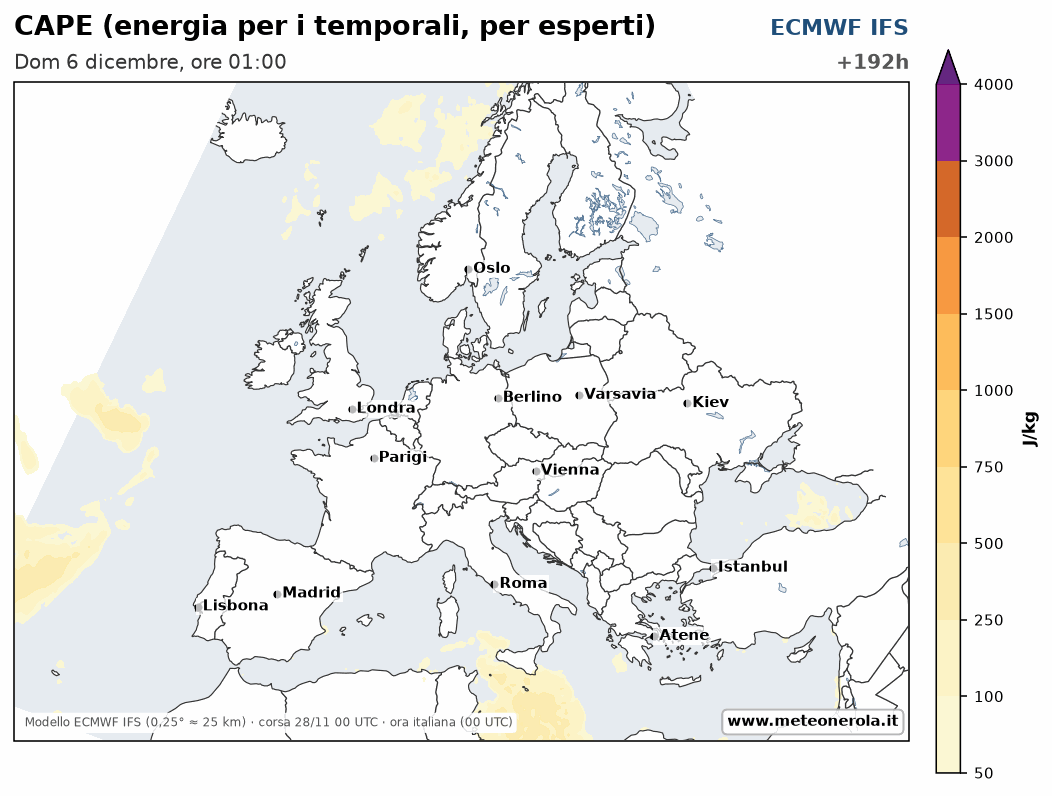 CAPE (energia per i temporali, per esperti)
ECMWF IFS
Dom 6 dicembre, ore 01:00
+192h
4000
3000
2000
1500
1000
750
500
250
100
50
J/kg
Oslo
Berlino
Varsavia
Kiev
Londra
Parigi
Vienna
Istanbul
Roma
Madrid
Lisbona
Atene
Modello ECMWF IFS (0,25° ≈ 25 km) · corsa 28/11 00 UTC · ora italiana (00 UTC)
www.meteonerola.it